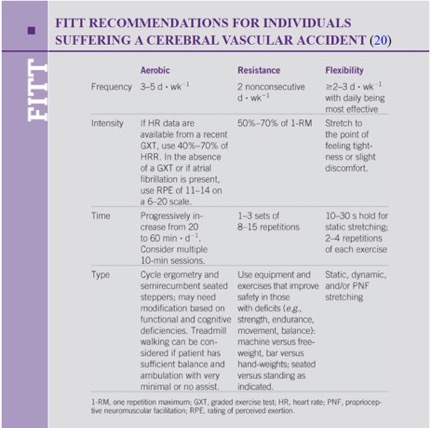 FITT RECOMMENDATIONS FOR INDIVIDUALS
SUFFERING A CEREBRAL VASCULAR ACCIDENT (20)
FITT
Aerobic Resistance Flexibility
Frequency 3–5 d · wk⁻¹ 2 nonconsecutive ≥2–3 d · wk⁻¹
d · wk⁻¹ with daily being
most effective
Intensity If HR data are 50%–70% of 1-RM Stretch to
available from a recent the point of
GXT, use 40%–70% of feeling tight-
HRR. In the absence ness or slight
of a GXT or if atrial discomfort.
fibrillation is present,
use RPE of 11–14 on
a 6–20 scale.
Time Progressively in- 1–3 sets of 10–30 s hold for
crease from 20 8–15 repetitions static stretching;
to 60 min · d⁻¹. 2–4 repetitions
Consider multiple of each exercise
10-min sessions.
Type Cycle ergometry and Use equipment and Static, dynamic,
semirecumbent seated exercises that improve and/or PNF
steppers; may need safety in those stretching
modification based on with deficits (e.g.,
functional and cognitive strength, endurance,
deficiencies. Treadmill movement, balance):
walking can be con- machine versus free-
sidered if patient has weight, bar versus
sufficient balance and hand-weights; seated
ambulation with very versus standing as
minimal or no assist. indicated.
1-RM, one repetition maximum; GXT, graded exercise test; HR, heart rate; PNF, propriocep-
tive neuromuscular facilitation; RPE, rating of perceived exertion.